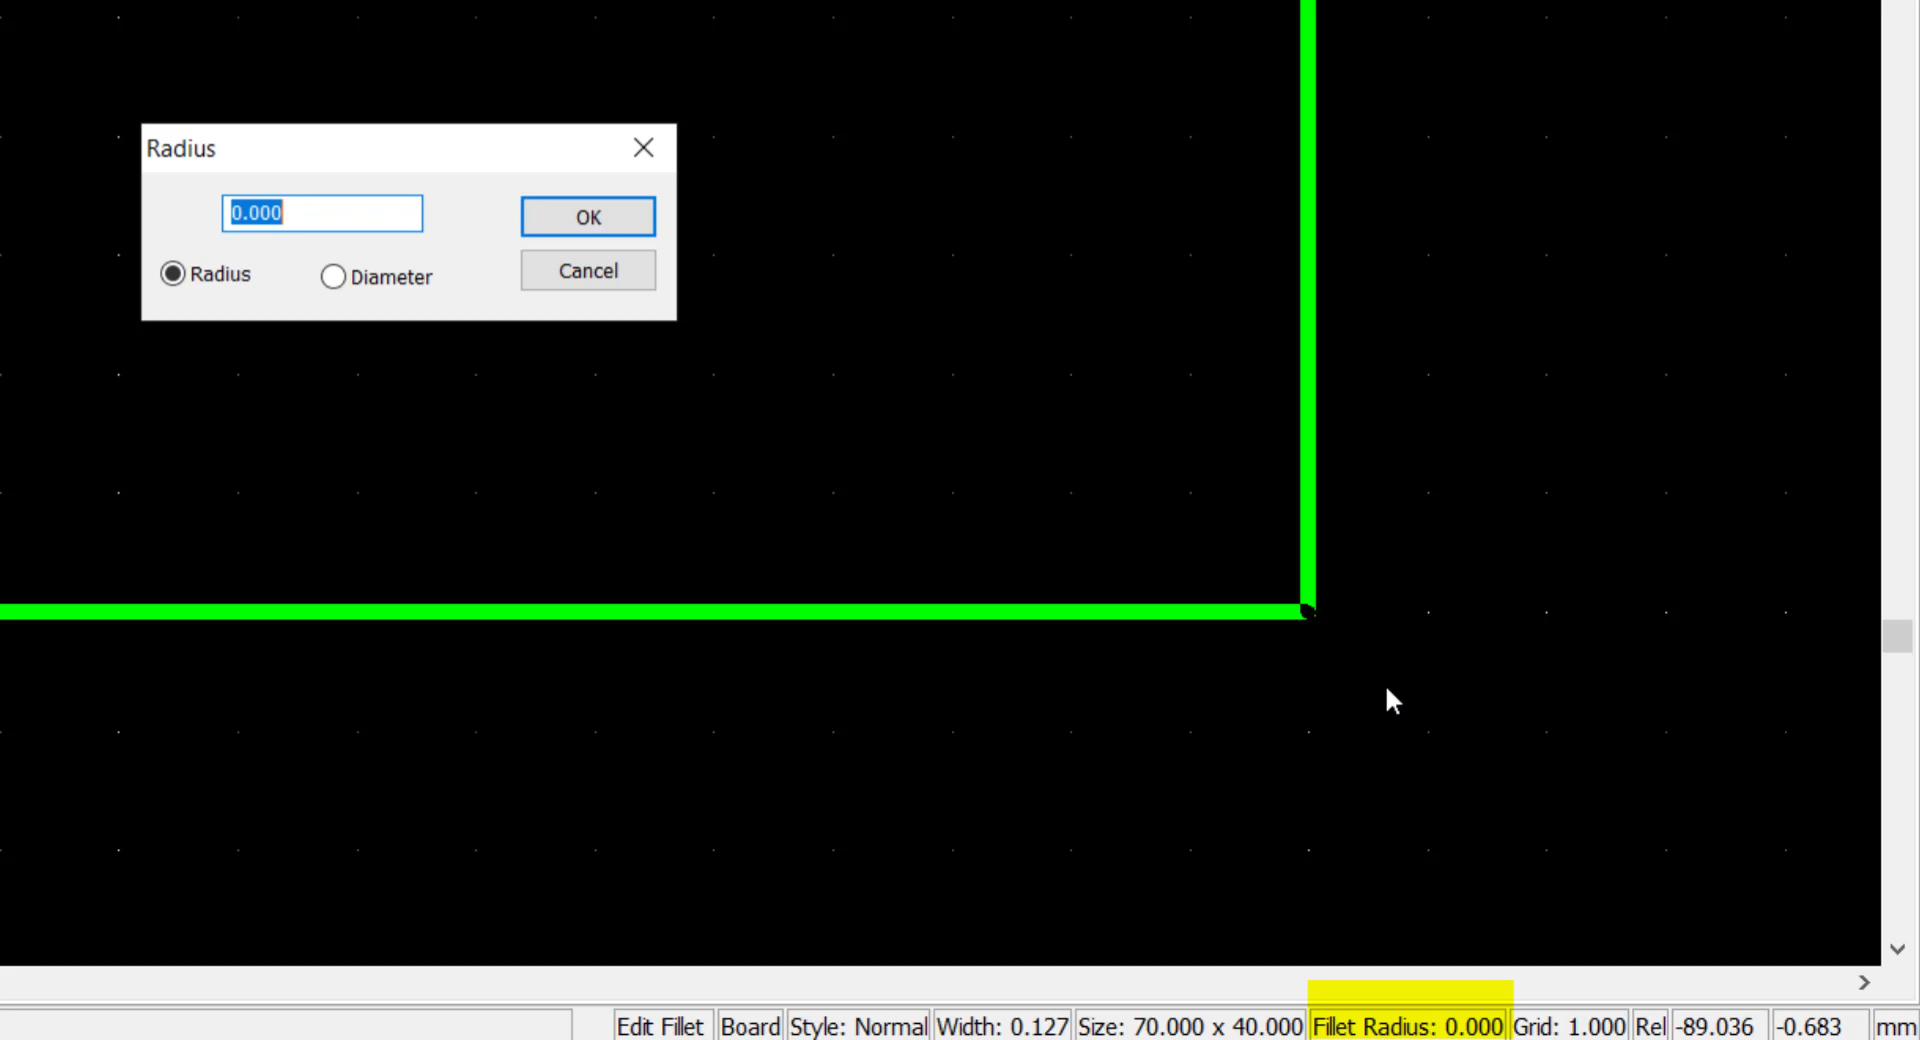 Radius
0.000
OK
Radius
Diameter
Cancel
Edit Fillet Board Style: Normal Width: 0.127 Size: 70.000 x 40.000 Fillet Radius: 0.000 Grid: 1.000 Rel -89.036 -0.683 mm